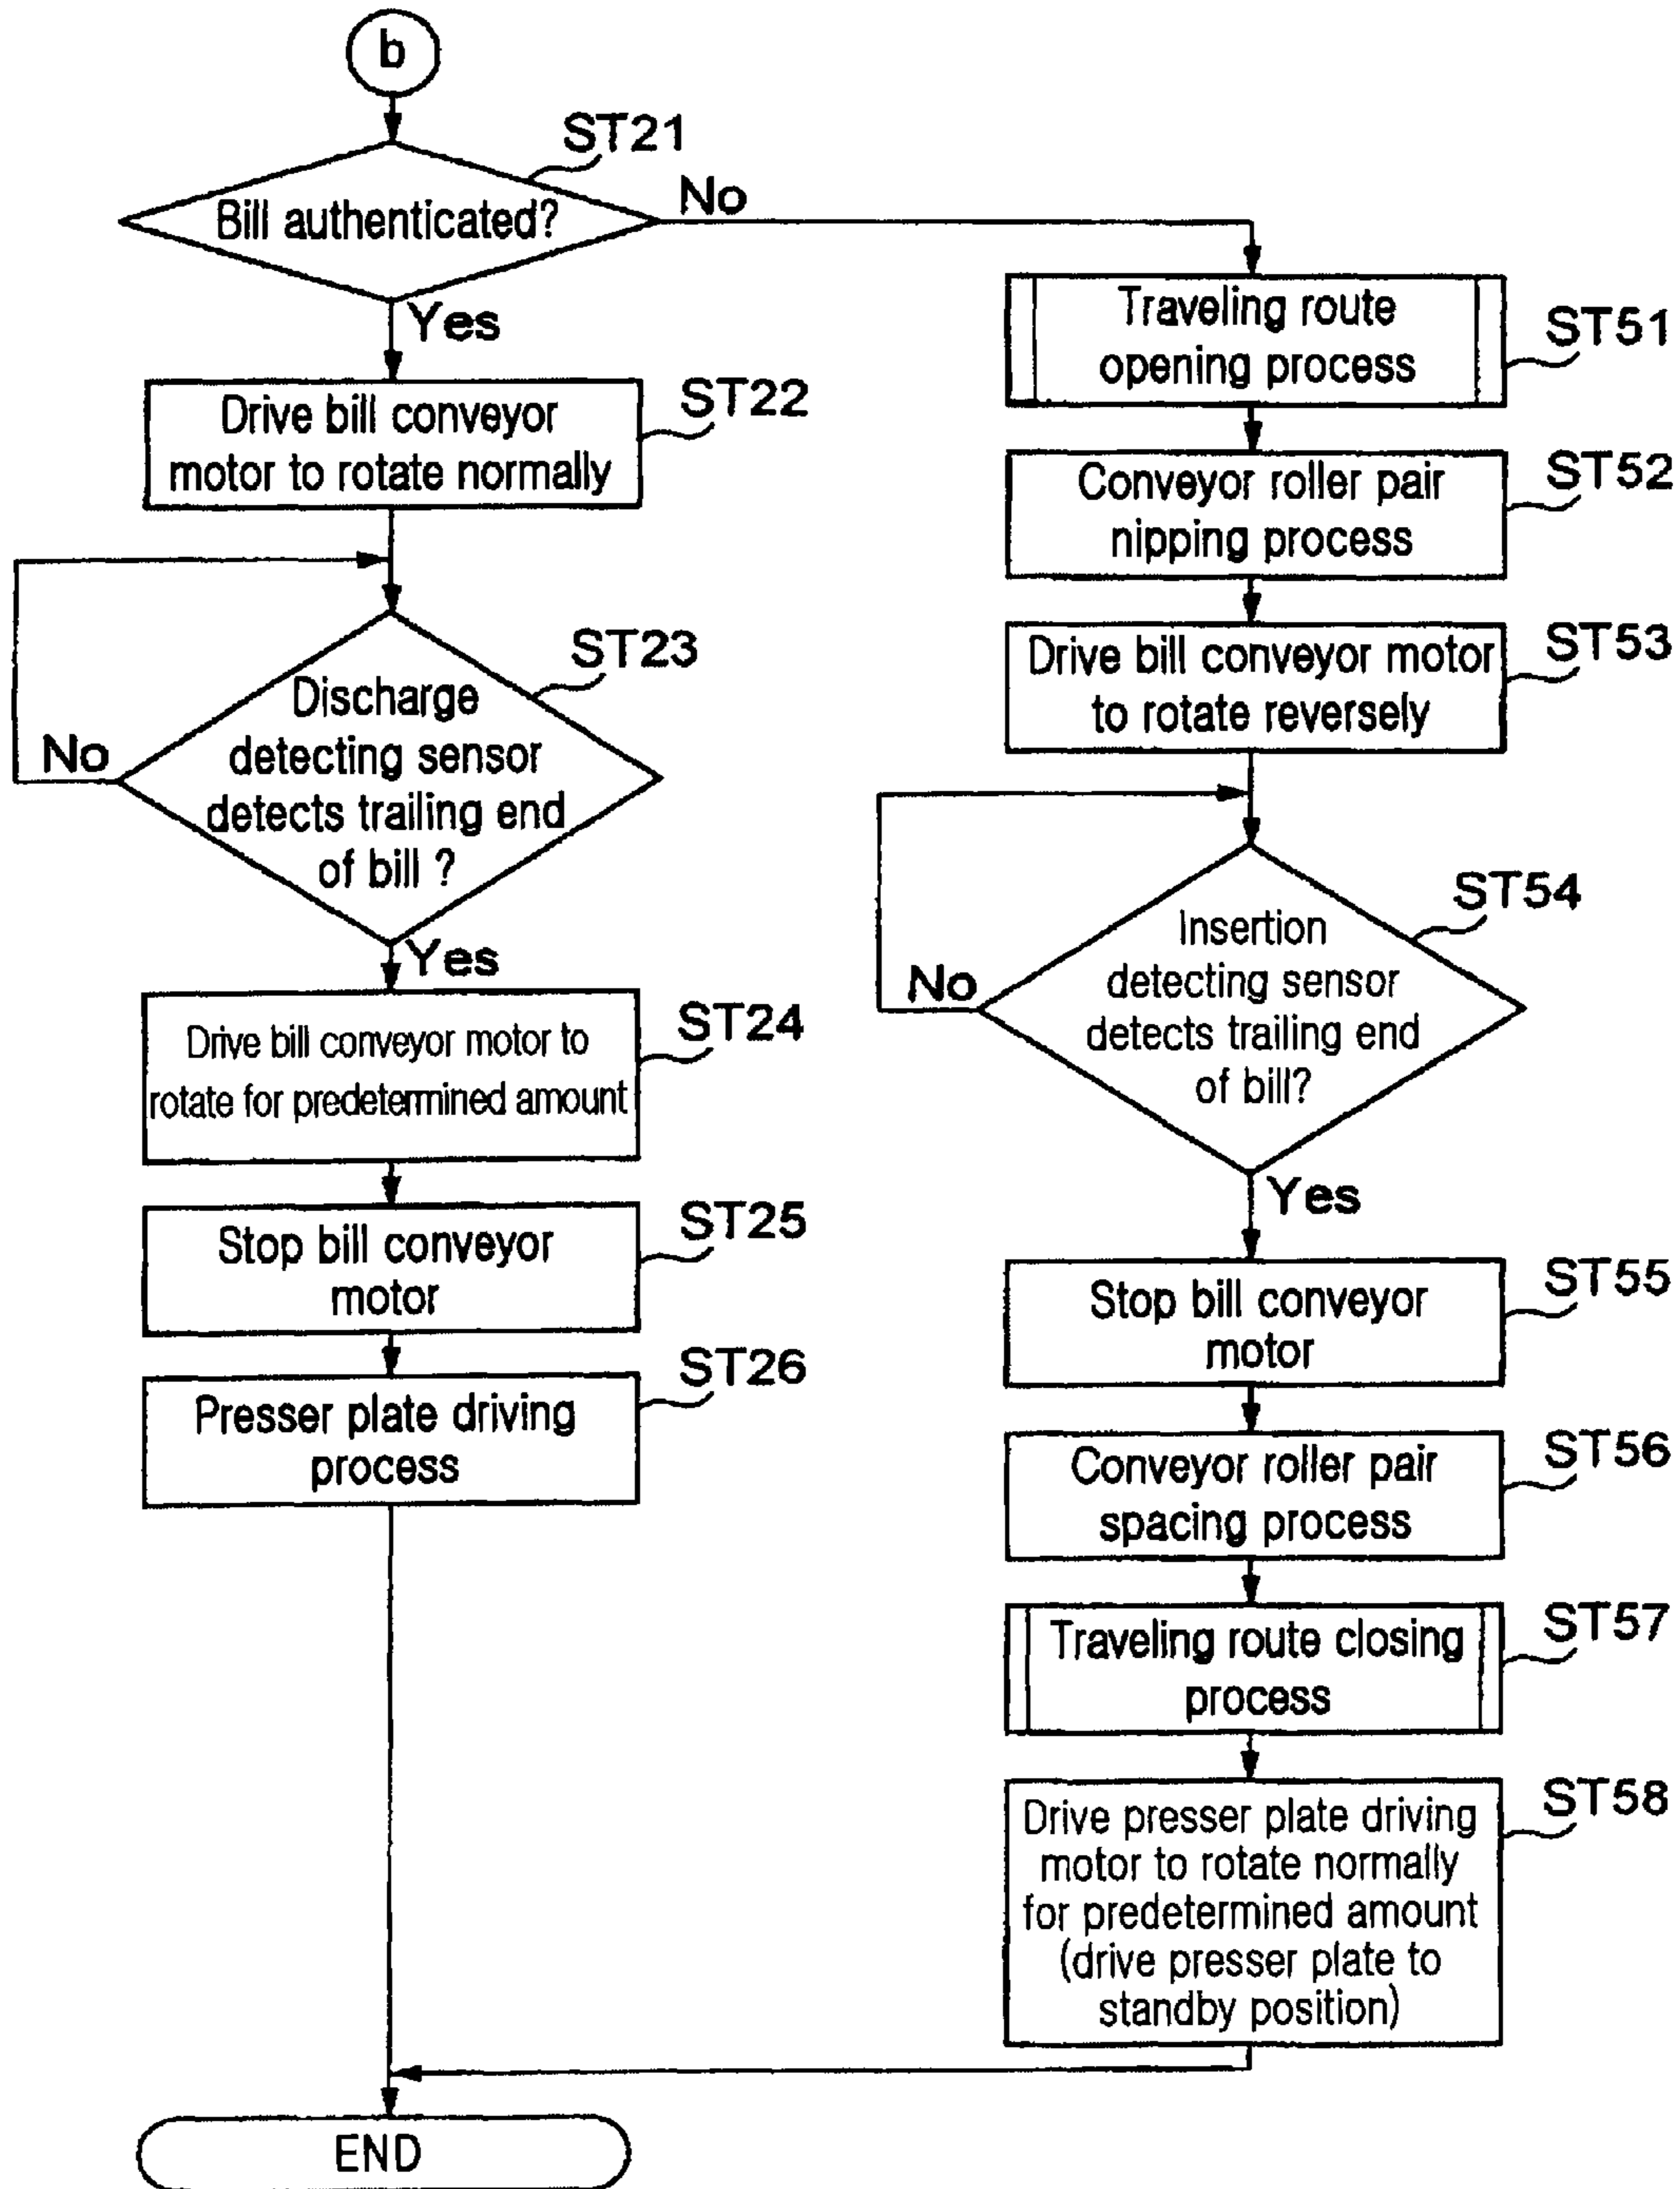 b
ST21
Bill authenticated?
No
Yes
ST22
Drive bill conveyor
motor to rotate normally
ST23
Discharge
detecting sensor
detects trailing end
of bill ?
No
Yes
ST24
Drive bill conveyor motor to
rotate for predetermined amount
ST25
Stop bill conveyor
motor
ST26
Presser plate driving
process
Traveling route
opening process
ST51
Conveyor roller pair
nipping process
ST52
Drive bill conveyor motor
to rotate reversely
ST53
ST54
Insertion
detecting sensor
detects trailing end
of bill?
No
Yes
Stop bill conveyor
motor
ST55
Conveyor roller pair
spacing process
ST56
Traveling route closing
process
ST57
Drive presser plate driving
motor to rotate normally
for predetermined amount
(drive presser plate to
standby position)
ST58
END